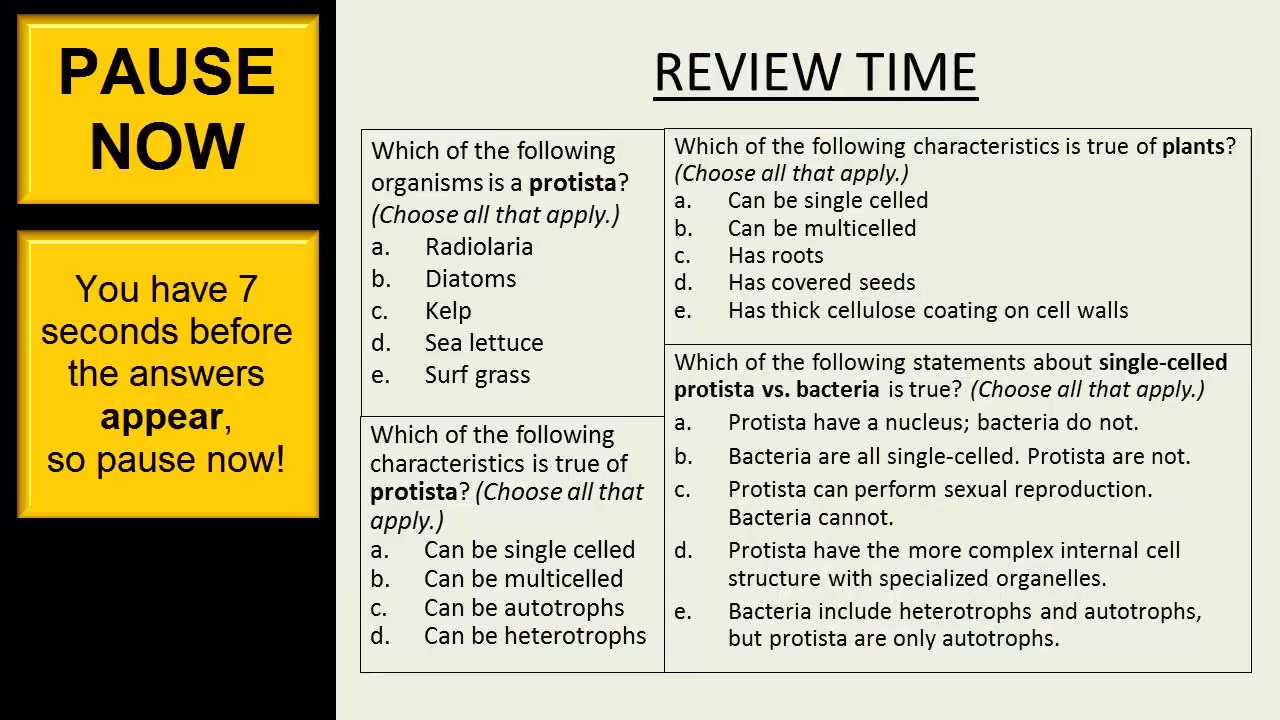 PAUSE
NOW
You have 7
seconds before
the answers
appear,
so pause now!
REVIEW TIME
Which of the following
organisms is a protista?
(Choose all that apply.)
a. Radiolaria
b. Diatoms
c. Kelp
d. Sea lettuce
e. Surf grass
Which of the following
characteristics is true of
protista? (Choose all that
apply.)
a. Can be single celled
b. Can be multicelled
c. Can be autotrophs
d. Can be heterotrophs
Which of the following characteristics is true of plants?
(Choose all that apply.)
a. Can be single celled
b. Can be multicelled
c. Has roots
d. Has covered seeds
e. Has thick cellulose coating on cell walls
Which of the following statements about single-celled
protista vs. bacteria is true? (Choose all that apply.)
a. Protista have a nucleus; bacteria do not.
b. Bacteria are all single-celled. Protista are not.
c. Protista can perform sexual reproduction.
Bacteria cannot.
d. Protista have the more complex internal cell
structure with specialized organelles.
e. Bacteria include heterotrophs and autotrophs,
but protista are only autotrophs.